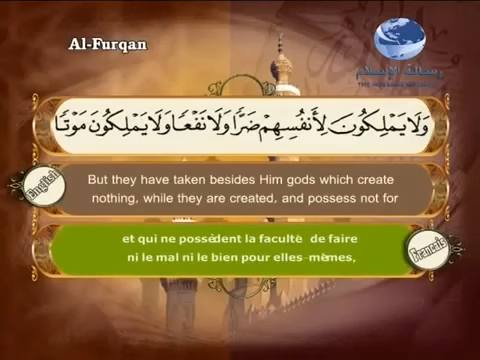 Al-Furqan
رسالة الإسلام
وَلَا يَمْلِكُونَ لِأَنفُسِهِمْ ضَرًّا وَلَا نَفْعًا وَلَا يَمْلِكُونَ مَوْتًا
English
But they have taken besides Him gods which create
nothing, while they are created, and possess not for
et qui ne possèdent la faculté de faire
ni le mal ni le bien pour elles-mêmes,
Français